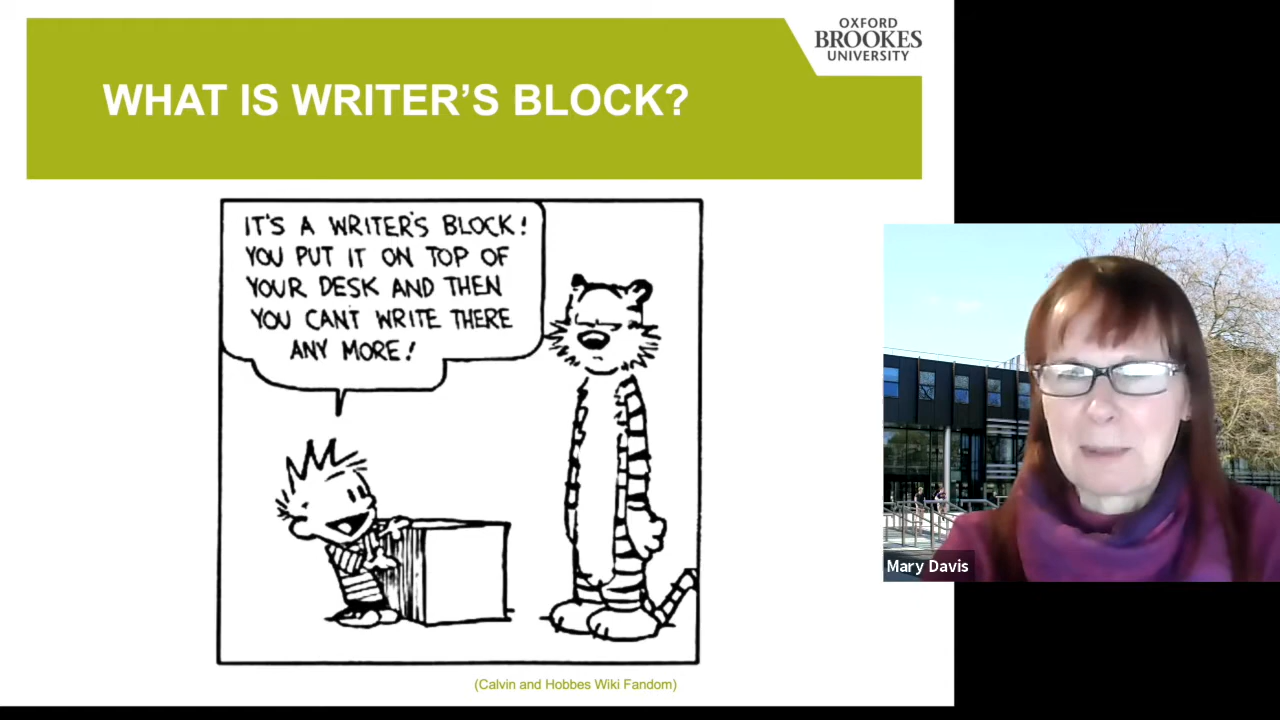 OXFORD
BROOKES
UNIVERSITY
WHAT IS WRITER’S BLOCK?
IT'S A WRITER'S BLOCK!
YOU PUT IT ON TOP OF
YOUR DESK AND THEN
YOU CAN'T WRITE THERE
ANY MORE!
(Calvin and Hobbes Wiki Fandom)
Mary Davis